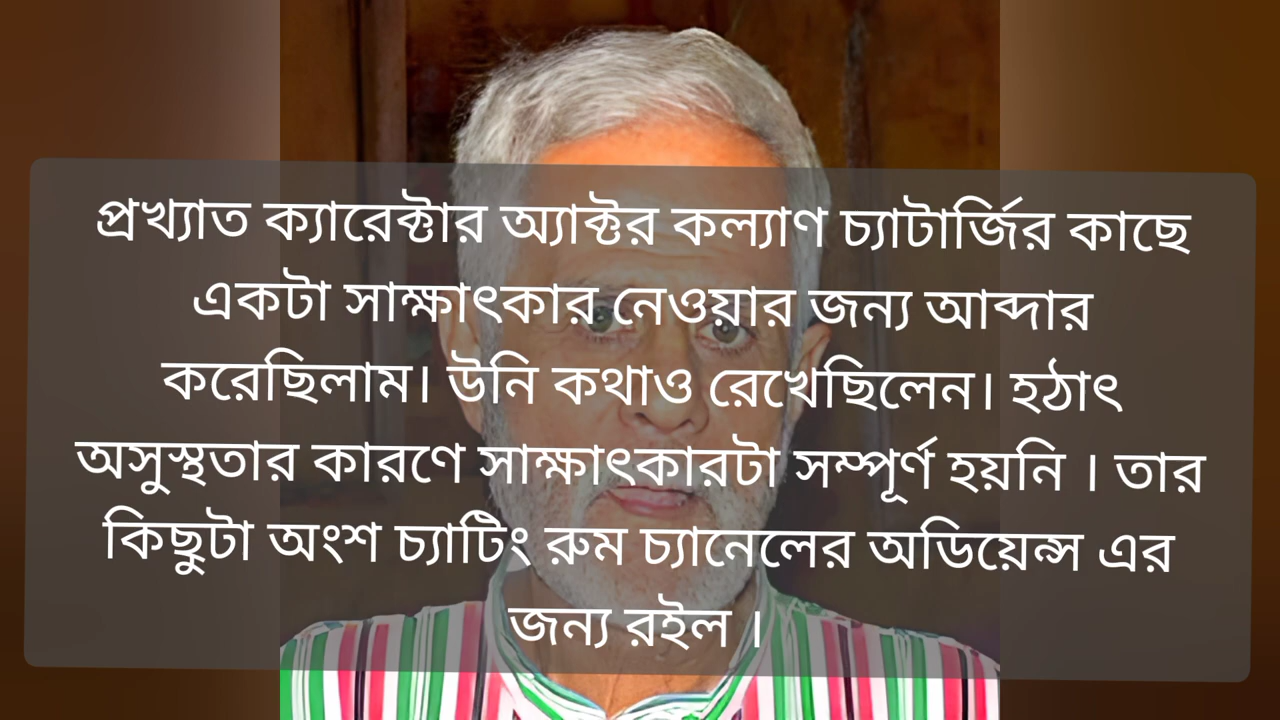 প্রখ্যাত ক্যারেক্টার অ্যাক্টর কল্যাণ চ্যাটার্জির কাছে
একটা সাক্ষাৎকার নেওয়ার জন্য আব্দার
করেছিলাম। উনি কথাও রেখেছিলেন। হঠাৎ
অসুস্থতার কারণে সাক্ষাৎকারটা সম্পূর্ণ হয়নি । তার
কিছুটা অংশ চ্যাটিং রুম চ্যানেলের অডিয়েন্স এর
জন্য রইল ।